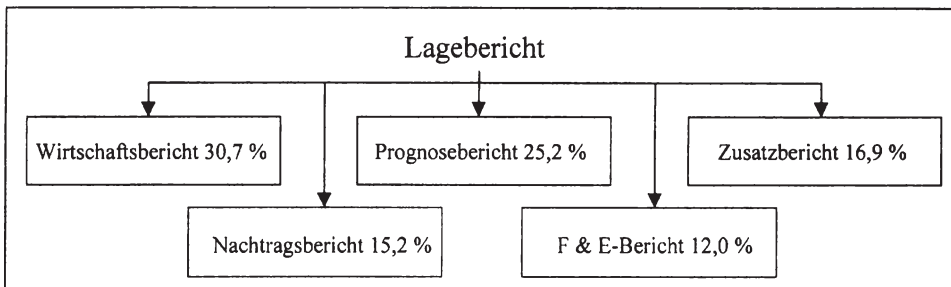 Lagebericht
Wirtschaftsbericht 30,7 %
Prognosebericht 25,2 %
Zusatzbericht 16,9 %
Nachtragsbericht 15,2 %
F & E-Bericht 12,0 %